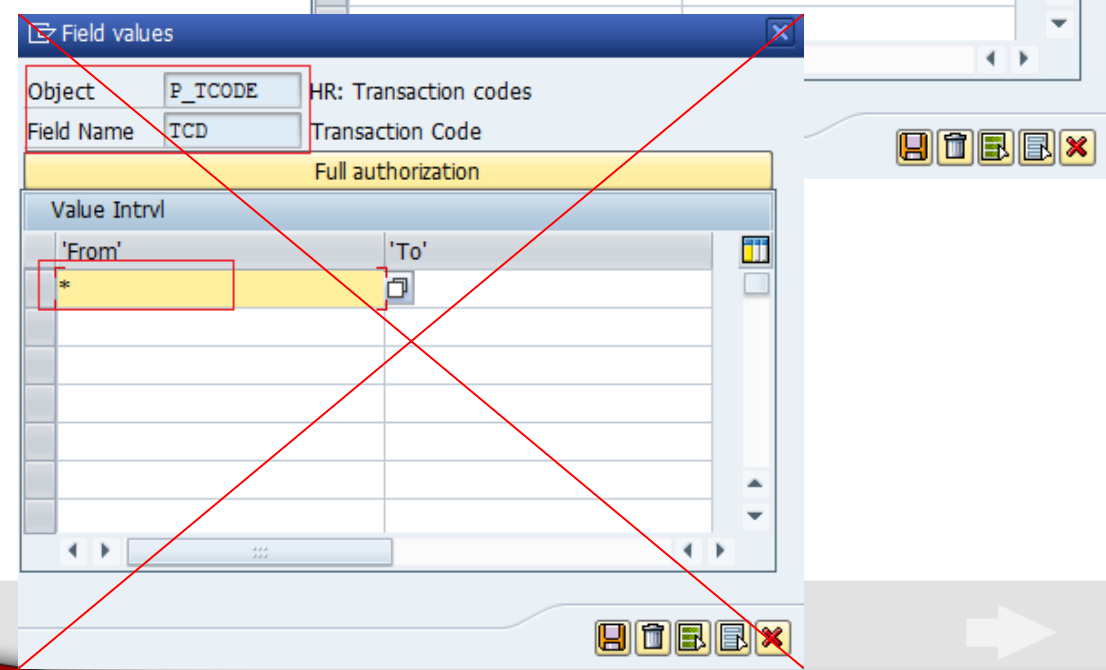 Field values
Object P_TCODE HR: Transaction codes
Field Name TCD Transaction Code
Full authorization
Value Intrvl
'From' 'To'
*